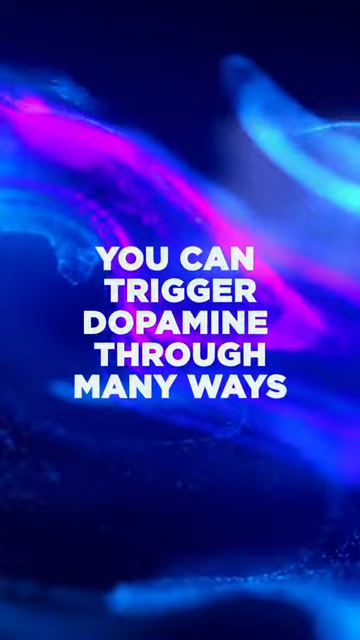 YOU CAN
TRIGGER
DOPAMINE
THROUGH
MANY WAYS